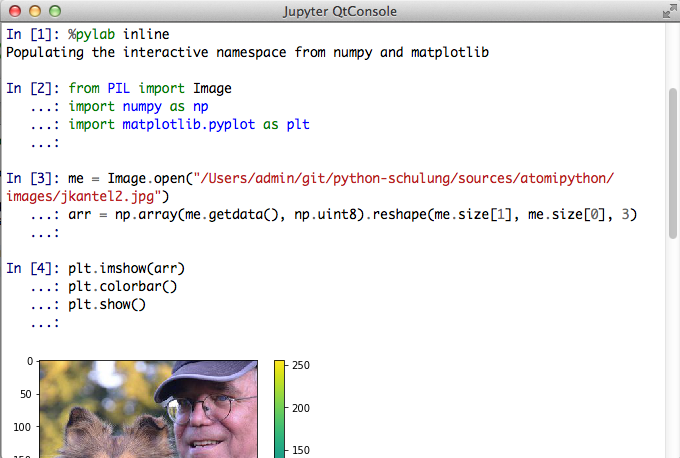 Jupyter QtConsole
In [1]: %pylab inline
Populating the interactive namespace from numpy and matplotlib
In [2]: from PIL import Image
...: import numpy as np
...: import matplotlib.pyplot as plt
...:
In [3]: me = Image.open("/Users/admin/git/python-schulung/sources/atomipython/
images/jkantel2.jpg")
...: arr = np.array(me.getdata(), np.uint8).reshape(me.size[1], me.size[0], 3)
...:
In [4]: plt.imshow(arr)
...: plt.colorbar()
...: plt.show()
...:
0
250
50
200
100
150
150